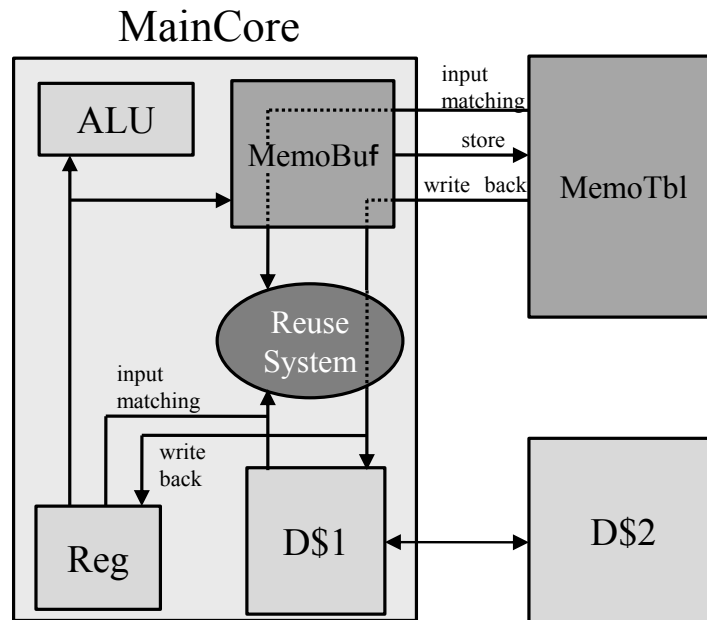 MainCore
ALU
MemoBuf
input
matching
store
write back
MemoTbl
Reuse
System
input
matching
write
back
Reg
D$1
D$2